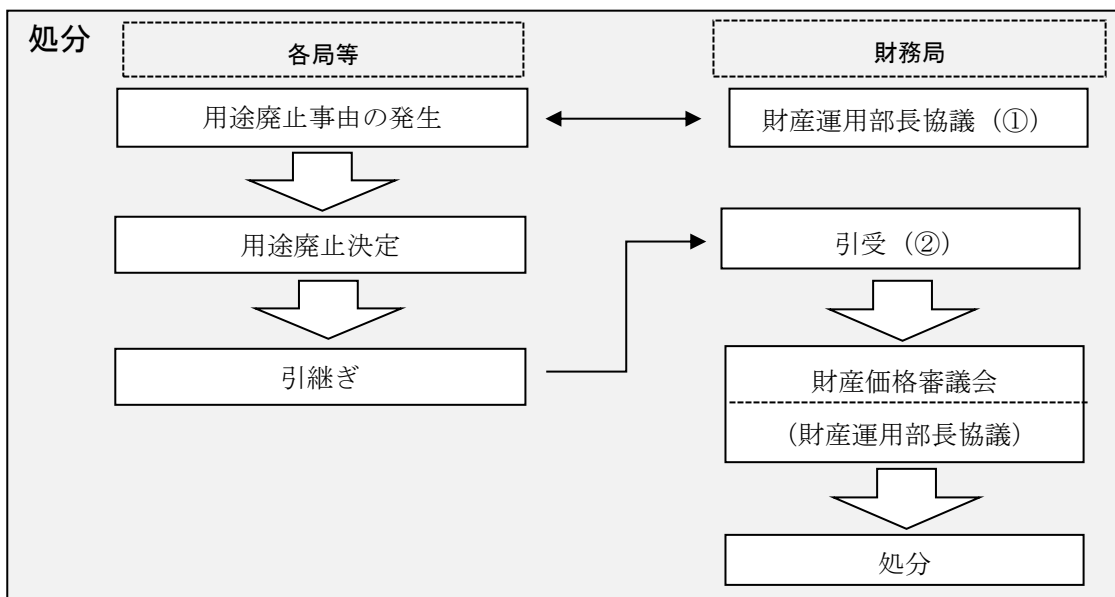 処分
各局等
財務局
用途廃止事由の発生
財産運用部長協議（①）
用途廃止決定
引受（②）
引継ぎ
財産価格審議会
（財産運用部長協議）
処分